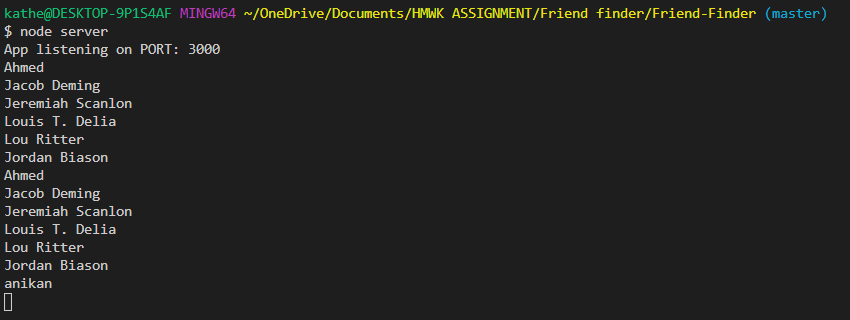 kathe@DESKTOP-9P1S4AF MINGW64 ~/OneDrive/Documents/HMWK ASSIGNMENT/Friend finder/Friend-Finder (master)
$ node server
App listening on PORT: 3000
Ahmed
Jacob Deming
Jeremiah Scanlon
Louis T. Delia
Lou Ritter
Jordan Biason
Ahmed
Jacob Deming
Jeremiah Scanlon
Louis T. Delia
Lou Ritter
Jordan Biason
anikan